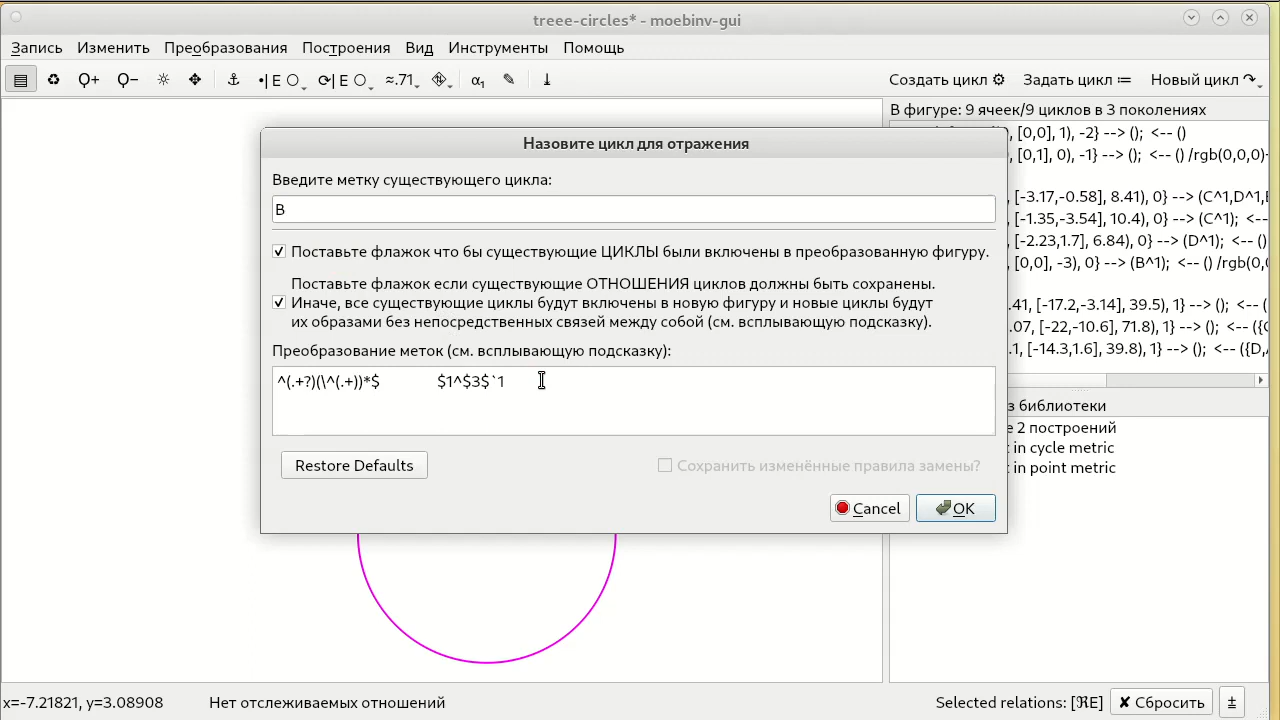 treee-circles* - moebinv-gui
Запись Изменить Преобразования Построения Вид Инструменты Помощь
Создать цикл Задать цикл Новый цикл
В фигуре: 9 ячеек/9 циклов в 3 поколениях
[0,0], 1), -2} --> (); <-- ()
[0,1], 0), -1} --> (); <-- () /rgb(0,0,0)
[-3.17,-0.58], 8.41), 0} --> (C^1,D^1,
[-1.35,-3.54], 10.4), 0} --> (C^1); <--
[-2.23,1.7], 6.84), 0} --> (D^1); <-- ()
[0,0], -3), 0} --> (B^1); <-- () /rgb(0,
.41, [-17.2,-3.14], 39.5), 1} --> (); <-- ({
.07, [-22,-10.6], 71.8), 1} --> (); <-- ({C
.1, [-14.3,1.6], 39.8), 1} --> (); <-- ({D,
Назовите цикл для отражения
Введите метку существующего цикла:
B
Поставьте флажок что бы существующие ЦИКЛЫ были включены в преобразованную фигуру.
Поставьте флажок если существующие ОТНОШЕНИЯ циклов должны быть сохранены.
Иначе, все существующие циклы будут включены в новую фигуру и новые циклы будут
их образами без непосредственных связей между собой (см. всплывающую подсказку).
Преобразование меток (см. всплывающую подсказку):
^(.+?)(\^(.+))*$ $1^$3$`1
Restore Defaults
Сохранить изменённые правила замены?
Cancel OK
з библиотеки
е 2 построений
t in cycle metric
t in point metric
x=-7.21821, y=3.08908 Нет отслеживаемых отношений Selected relations: [ℜE] Сбросить ±